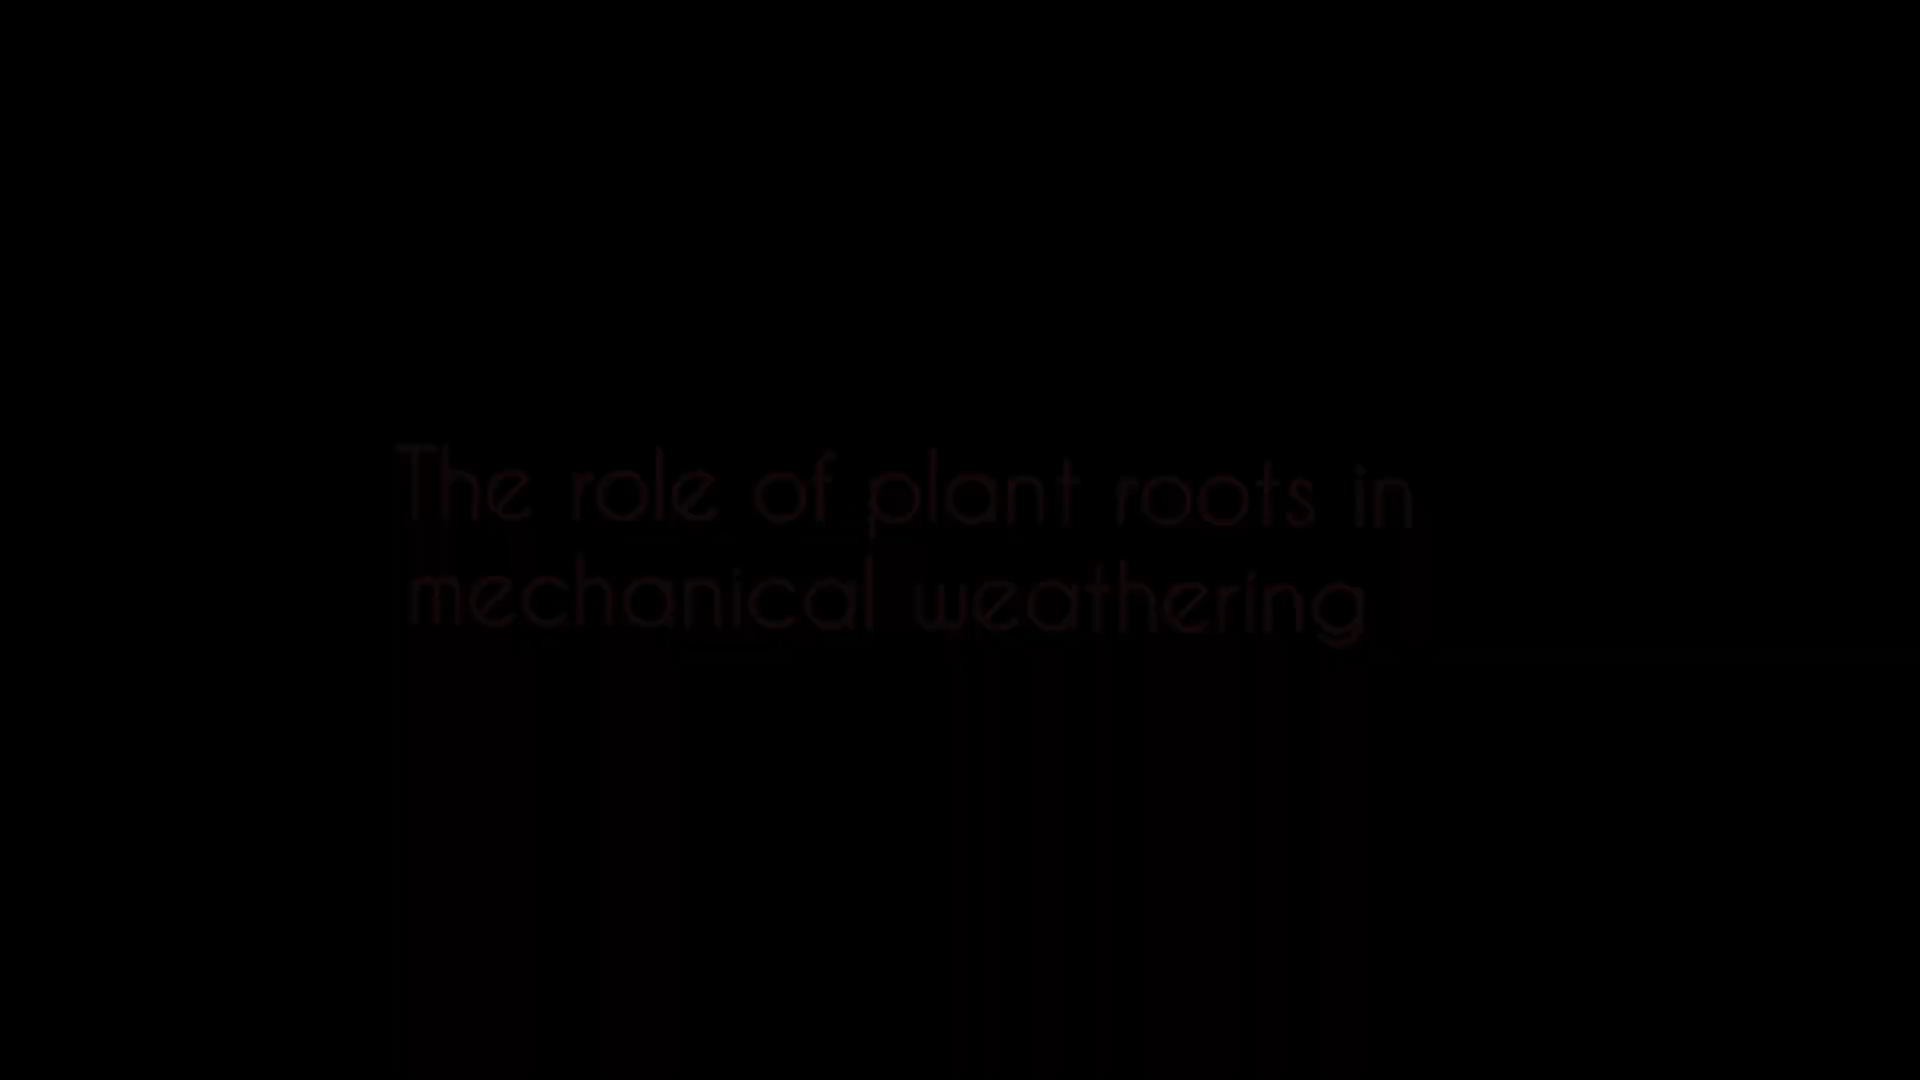 The role of plant roots in
mechanical weathering